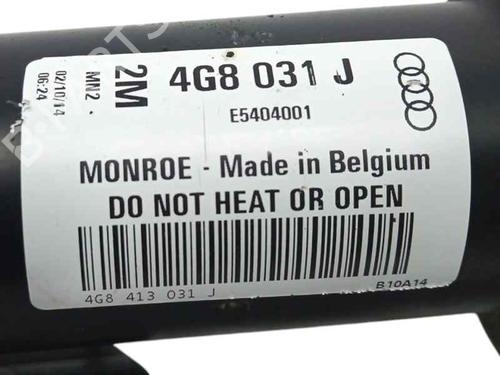 02/10/14
06:24
MN2
2M
4G8 031 J
E5404001
MONROE - Made in Belgium
DO NOT HEAT OR OPEN
4G8 413 031 J
B10A14